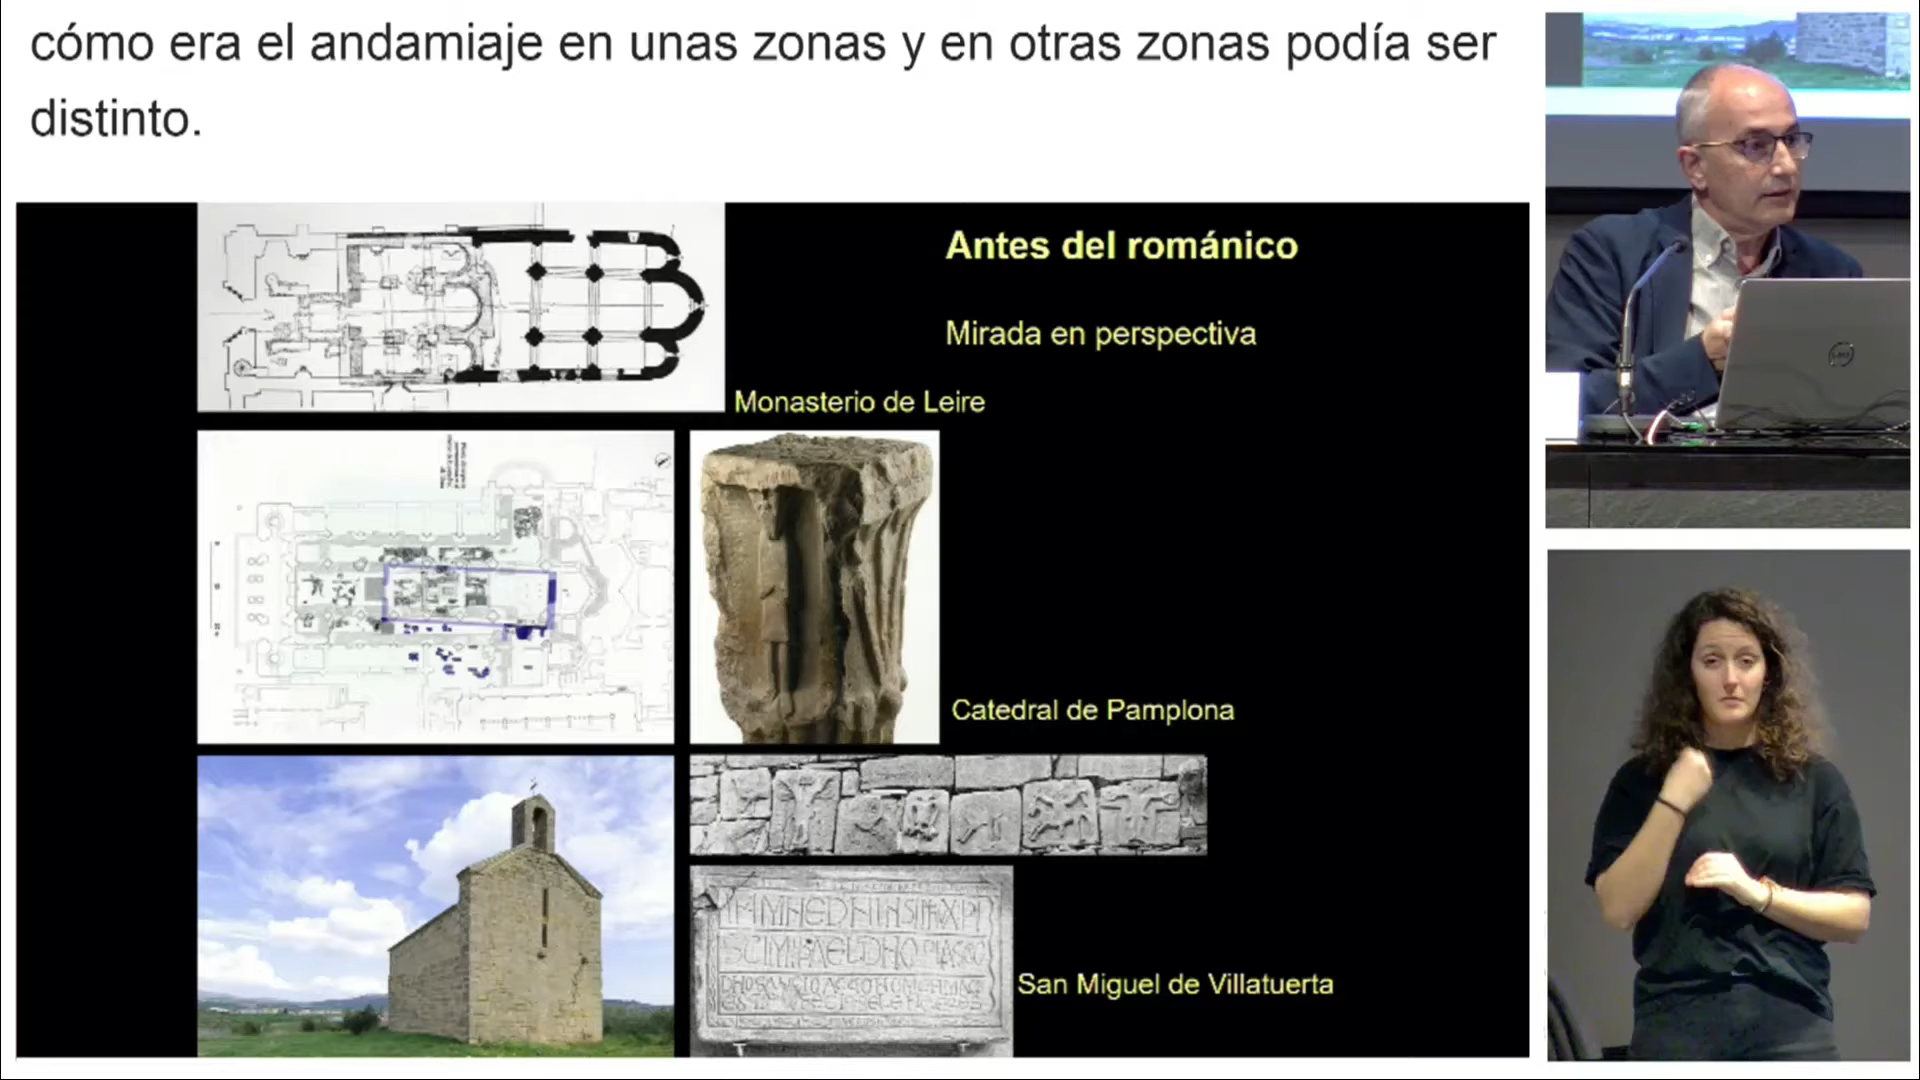 cómo era el andamiaje en unas zonas y en otras zonas podía ser
distinto.
Antes del románico
Mirada en perspectiva
Monasterio de Leire
Catedral de Pamplona
San Miguel de Villatuerta
DELL